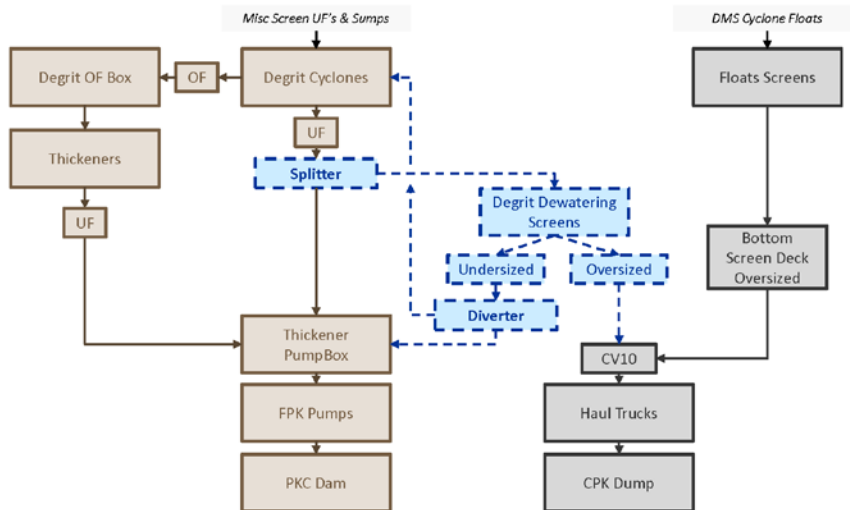 Misc Screen UF's & Sumps
DMS Cyclone Floats
Degrit OF Box
OF
Degrit Cyclones
Floats Screens
UF
Thickeners
Splitter
Degrit Dewatering
Screens
UF
Undersized
Oversized
Bottom
Screen Deck
Oversized
Diverter
Thickener
PumpBox
CV10
FPK Pumps
Haul Trucks
PKC Dam
CPK Dump